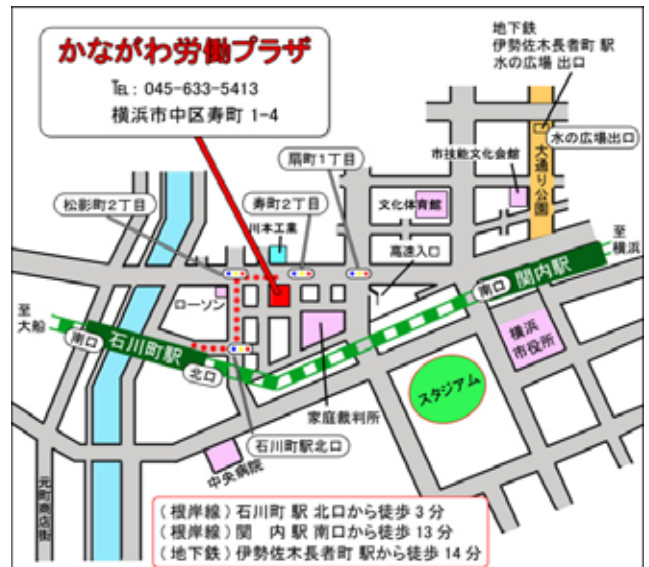 かながわ労働プラザ
TEL: 045-633-5413
横浜市中区寿町 1-4
地下鉄
伊勢佐木長者町 駅
水の広場 出口
水の広場出口
大通り公園
市技能文化会館
扇町1丁目
松影町2丁目
寿町2丁目
文化体育館
川本工業
高速入口
至
横浜
関内駅
南口
ローソン
至
大船
石川町駅
南口
北口
横浜
市役所
スタジアム
家庭裁判所
石川町駅北口
中央病院
元町商店街
(根岸線) 石川町 駅 北口から徒歩 3 分
(根岸線) 関 内 駅 南口から徒歩 13 分
(地下鉄) 伊勢佐木長者町 駅から徒歩 14 分